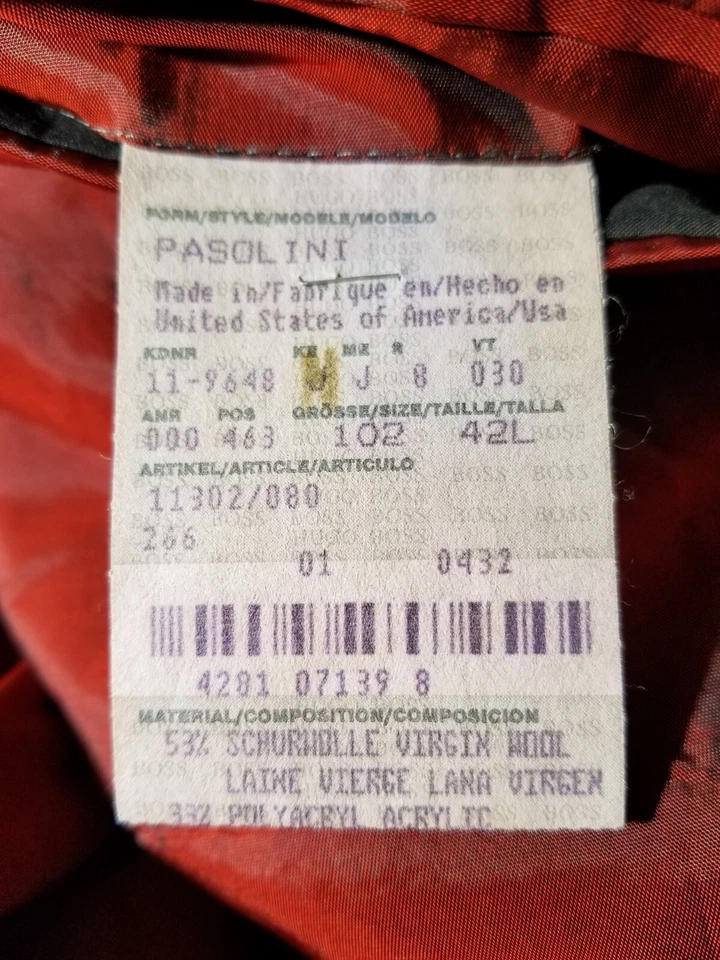 FORM/STYLE/MODELE/MODELO
PASOLINI
Made in/Fabrique en/Hecho en
United States of America/Usa
KDNR KE ME R VT
11-9648 J J 8 030
ANR POS GRÖSSE/SIZE/TAILLE/TALLA
000 463 102 42L
ARTIKEL/ARTICLE/ARTICULO
11302/080
266
01 0432
4281 07139 8
MATERIAL/COMPOSITION/COMPOSICION
53% SCHURWOLLE VIRGIN WOOL
LAINE VIERGE LANA VIRGEN
33% POLYACRYL ACRYLIC